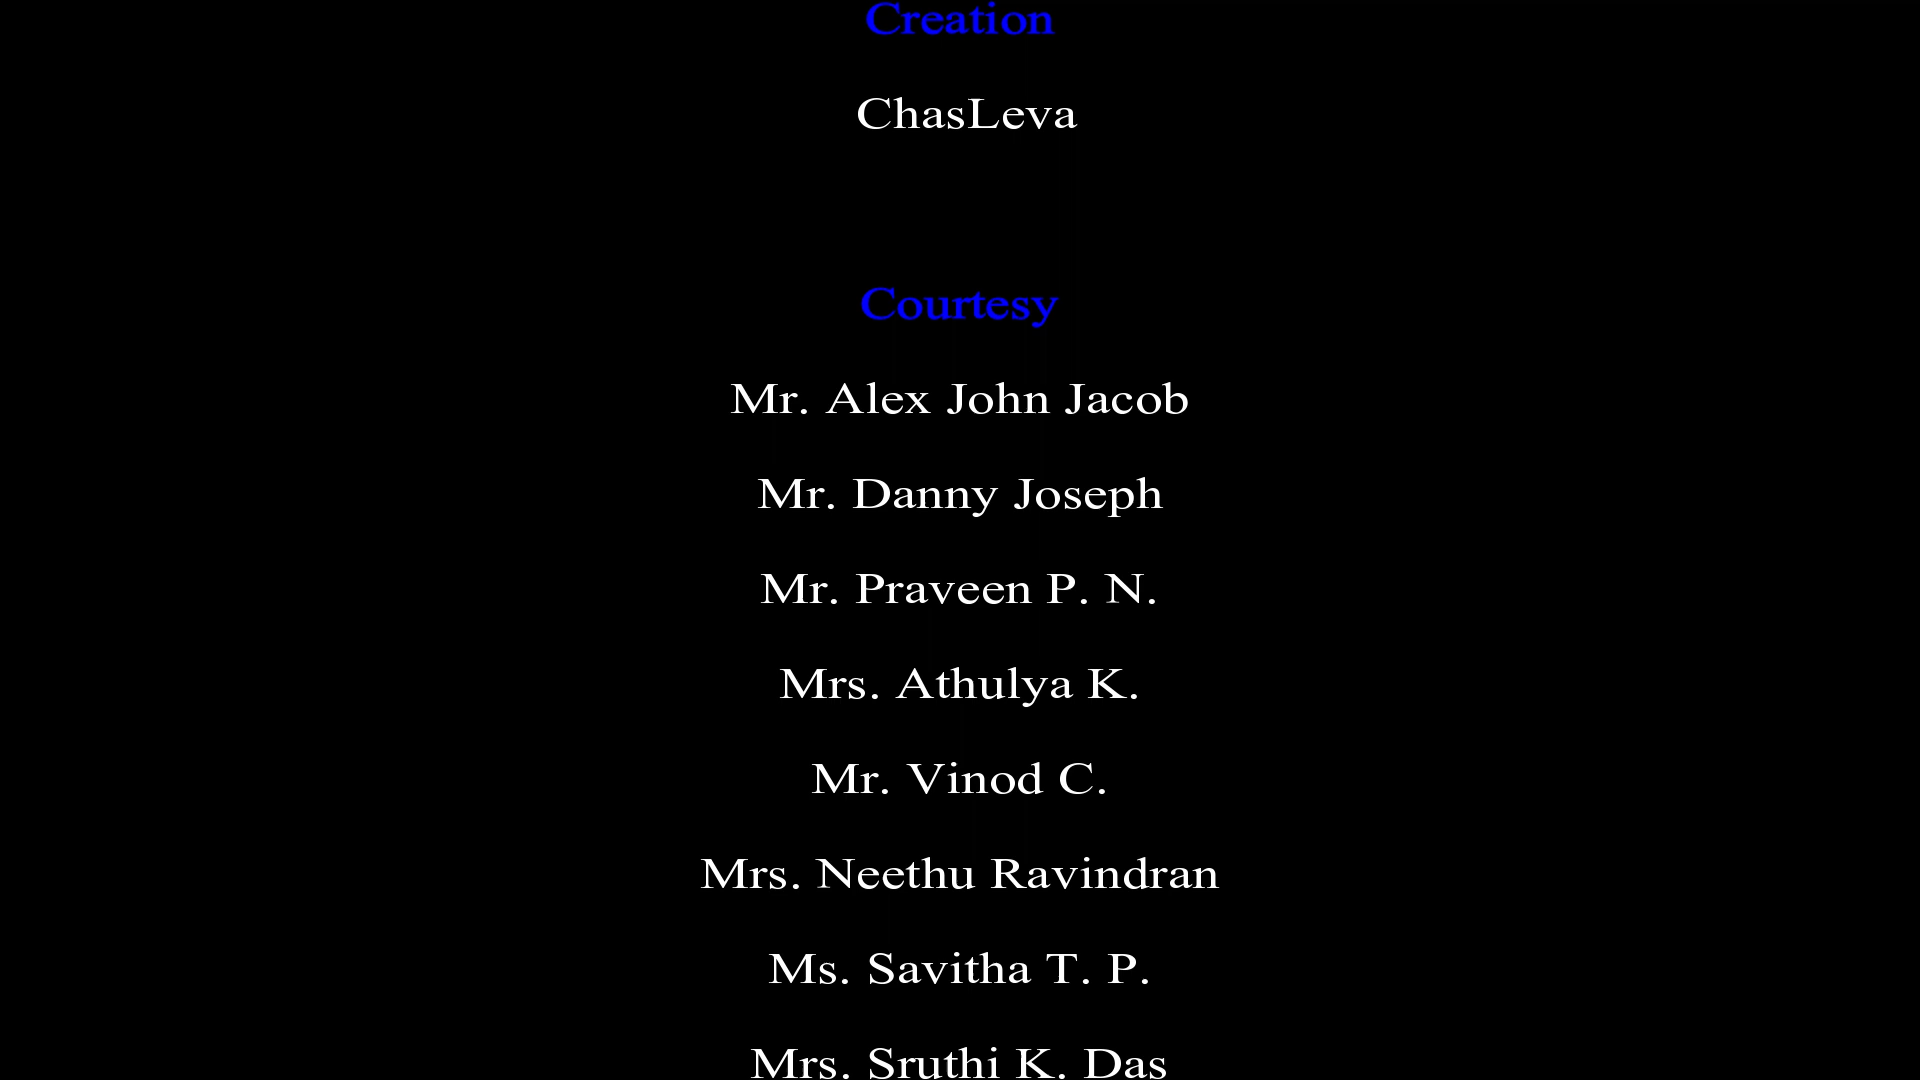 Creation
ChasLeva
Courtesy
Mr. Alex John Jacob
Mr. Danny Joseph
Mr. Praveen P. N.
Mrs. Athulya K.
Mr. Vinod C.
Mrs. Neethu Ravindran
Ms. Savitha T. P.
Mrs. Sruthi K. Das